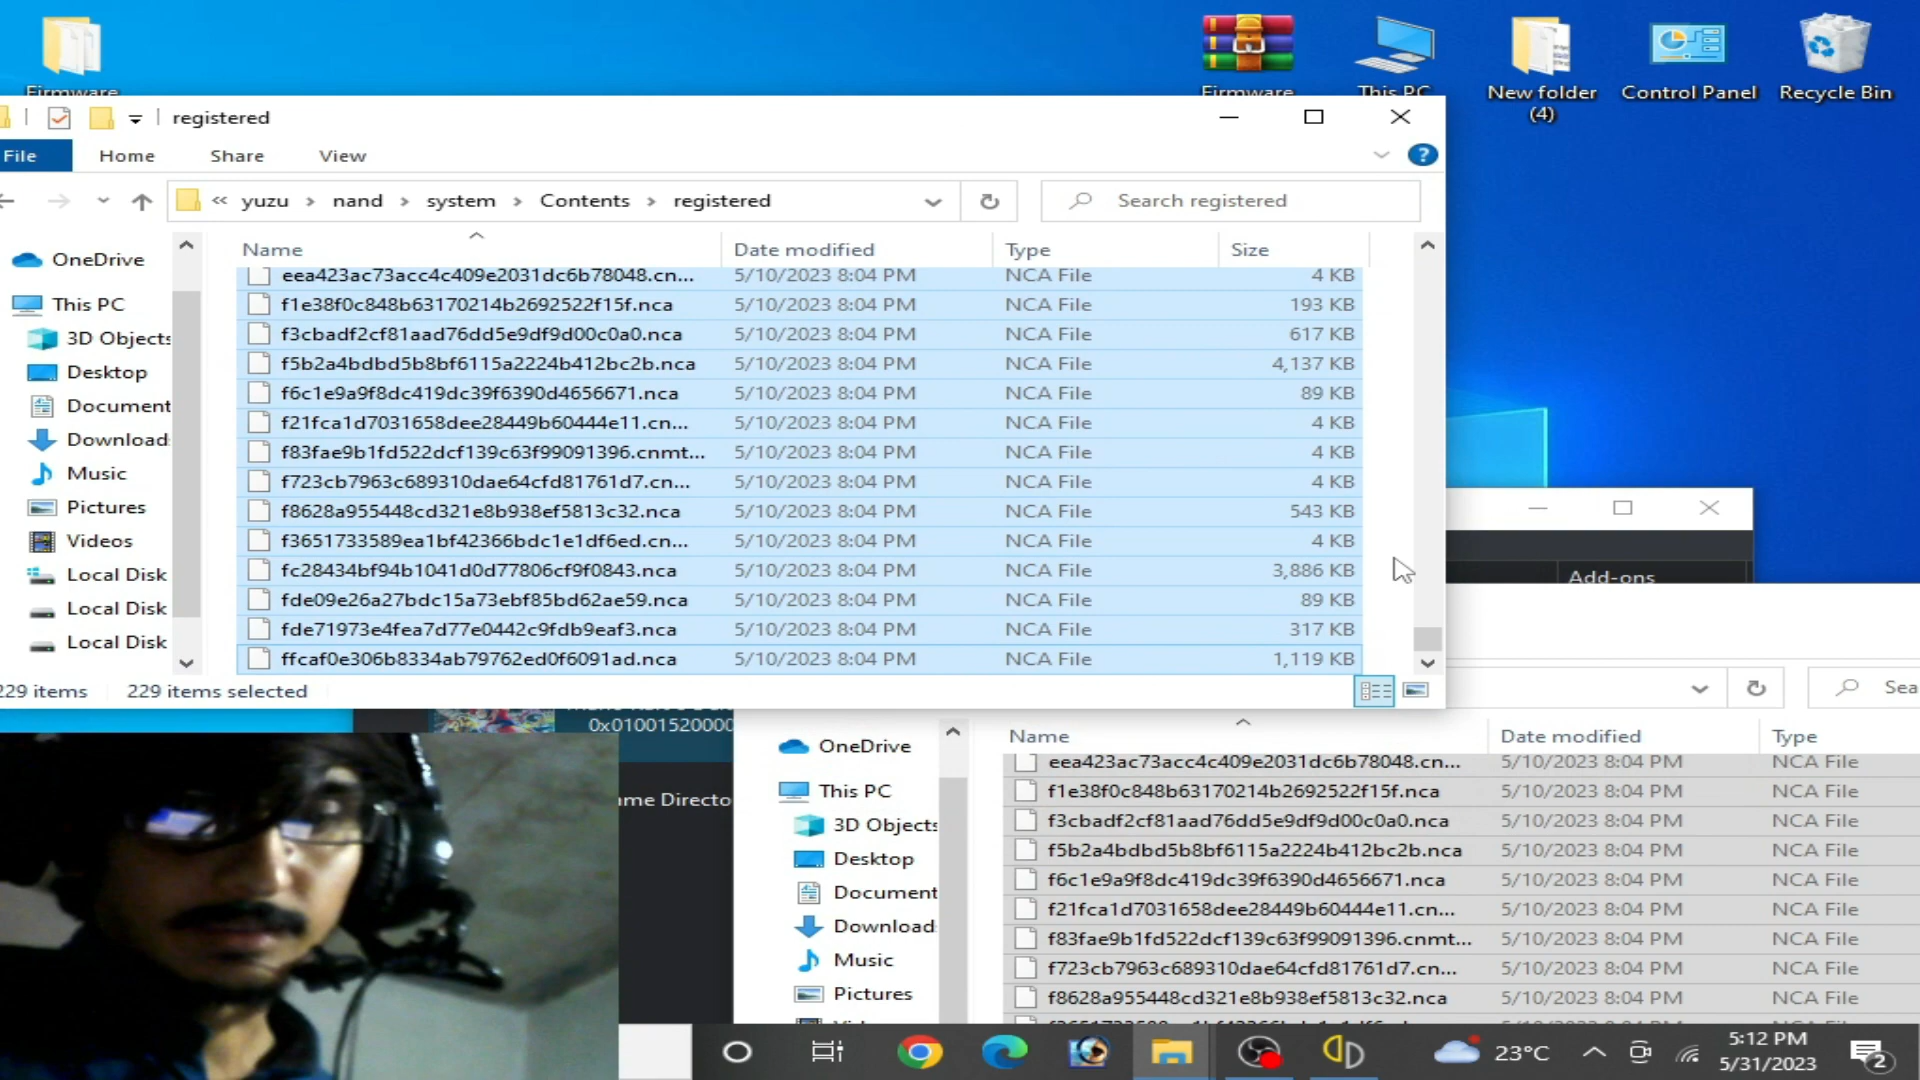 Firmware
Firmware
This PC
New folder
(4)
Control Panel
Recycle Bin
registered
File
Home
Share
View
« yuzu › nand › system › Contents › registered
Search registered
Name
Date modified
Type
Size
OneDrive
This PC
3D Objects
Desktop
Document
Download
Music
Pictures
Videos
Local Disk
Local Disk
Local Disk
eea423ac73acc4c409e2031dc6b78048.cn... 5/10/2023 8:04 PM NCA File 4 KB
f1e38f0c848b63170214b2692522f15f.nca 5/10/2023 8:04 PM NCA File 193 KB
f3cbadf2cf81aad76dd5e9df9d00c0a0.nca 5/10/2023 8:04 PM NCA File 617 KB
f5b2a4bdbd5b8bf6115a2224b412bc2b.nca 5/10/2023 8:04 PM NCA File 4,137 KB
f6c1e9a9f8dc419dc39f6390d4656671.nca 5/10/2023 8:04 PM NCA File 89 KB
f21fca1d7031658dee28449b60444e11.cn... 5/10/2023 8:04 PM NCA File 4 KB
f83fae9b1fd522dcf139c63f99091396.cnmt... 5/10/2023 8:04 PM NCA File 4 KB
f723cb7963c689310dae64cfd81761d7.cn... 5/10/2023 8:04 PM NCA File 4 KB
f8628a955448cd321e8b938ef5813c32.nca 5/10/2023 8:04 PM NCA File 543 KB
f3651733589ea1bf42366bdc1e1df6ed.cn... 5/10/2023 8:04 PM NCA File 4 KB
fc28434bf94b1041d0d77806cf9f0843.nca 5/10/2023 8:04 PM NCA File 3,886 KB
fde09e26a27bdc15a73ebf85bd62ae59.nca 5/10/2023 8:04 PM NCA File 89 KB
fde71973e4fea7d77e0442c9fdb9eaf3.nca 5/10/2023 8:04 PM NCA File 317 KB
ffcaf0e306b8334ab79762ed0f6091ad.nca 5/10/2023 8:04 PM NCA File 1,119 KB
229 items
229 items selected
Add-ons
0x01001520000
ame Directo
Sea
Name
Date modified
Type
OneDrive
This PC
3D Objects
Desktop
Document
Download
Music
Pictures
eea423ac73acc4c409e2031dc6b78048.cn... 5/10/2023 8:04 PM NCA File
f1e38f0c848b63170214b2692522f15f.nca 5/10/2023 8:04 PM NCA File
f3cbadf2cf81aad76dd5e9df9d00c0a0.nca 5/10/2023 8:04 PM NCA File
f5b2a4bdbd5b8bf6115a2224b412bc2b.nca 5/10/2023 8:04 PM NCA File
f6c1e9a9f8dc419dc39f6390d4656671.nca 5/10/2023 8:04 PM NCA File
f21fca1d7031658dee28449b60444e11.cn... 5/10/2023 8:04 PM NCA File
f83fae9b1fd522dcf139c63f99091396.cnmt... 5/10/2023 8:04 PM NCA File
f723cb7963c689310dae64cfd81761d7.cn... 5/10/2023 8:04 PM NCA File
f8628a955448cd321e8b938ef5813c32.nca 5/10/2023 8:04 PM NCA File
23°C
5:12 PM
5/31/2023
2